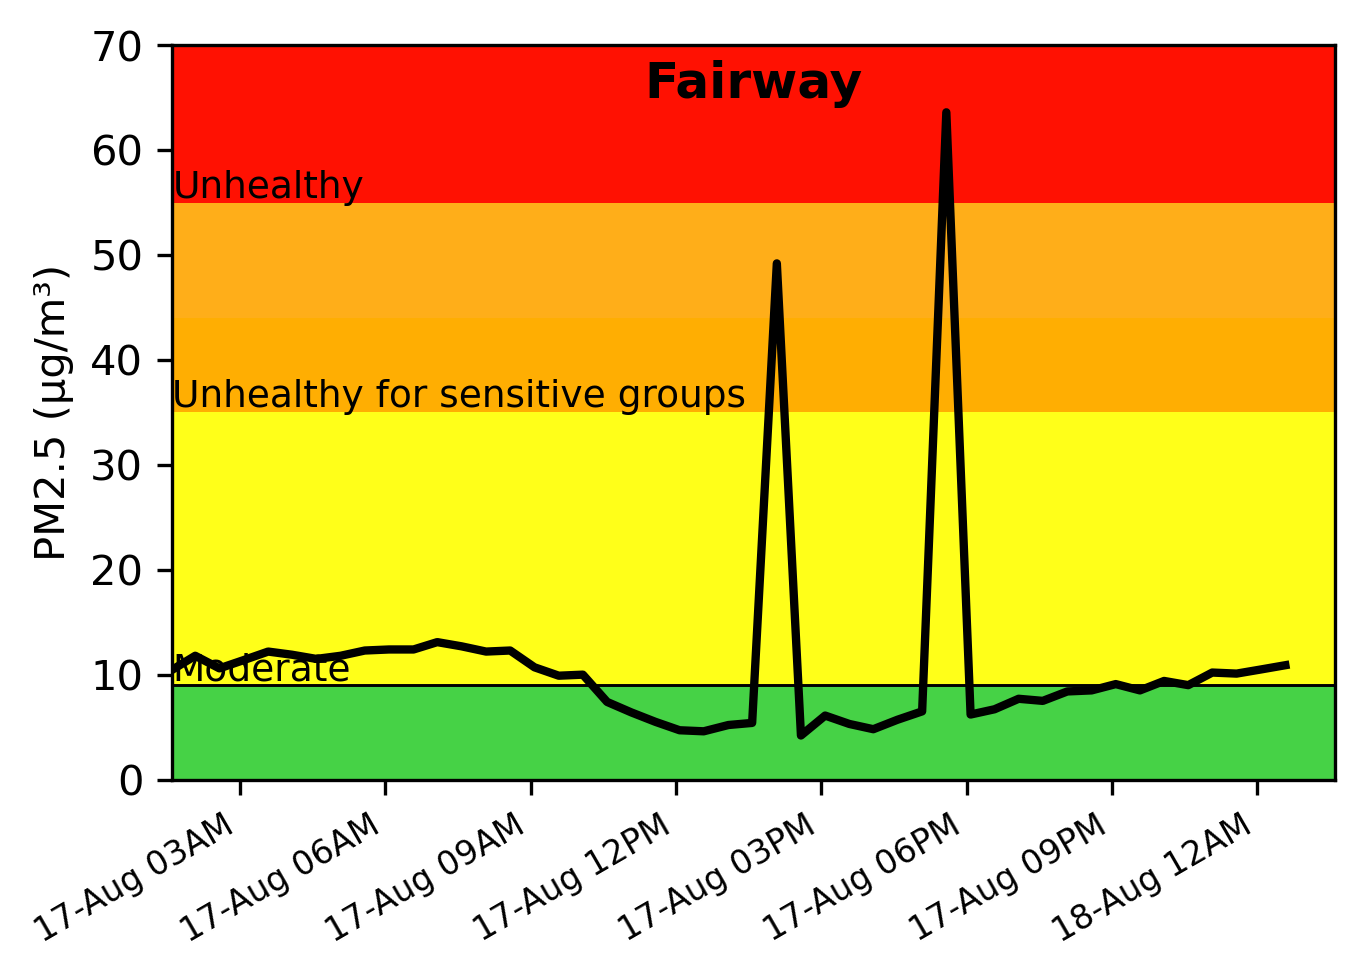 Fairway
PM2.5 (µg/m³)
70
60
50
40
30
20
10
0
Unhealthy
Unhealthy for sensitive groups
Moderate
17-Aug 03AM
17-Aug 06AM
17-Aug 09AM
17-Aug 12PM
17-Aug 03PM
17-Aug 06PM
17-Aug 09PM
18-Aug 12AM